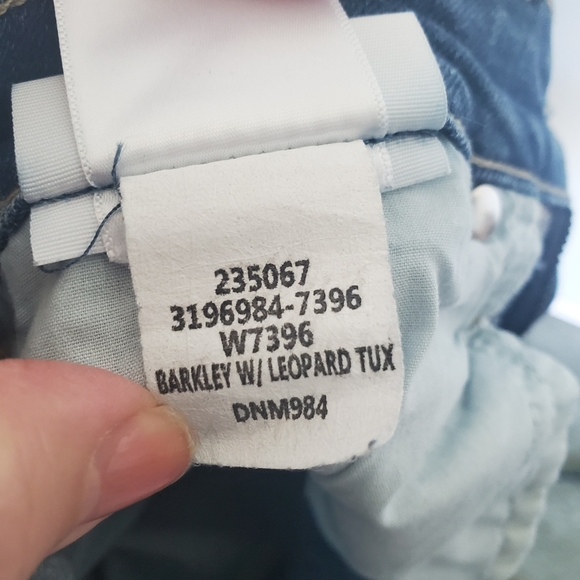 235067
3196984-7396
W7396
BARKLEY W/ LEOPARD TUX
DNM984